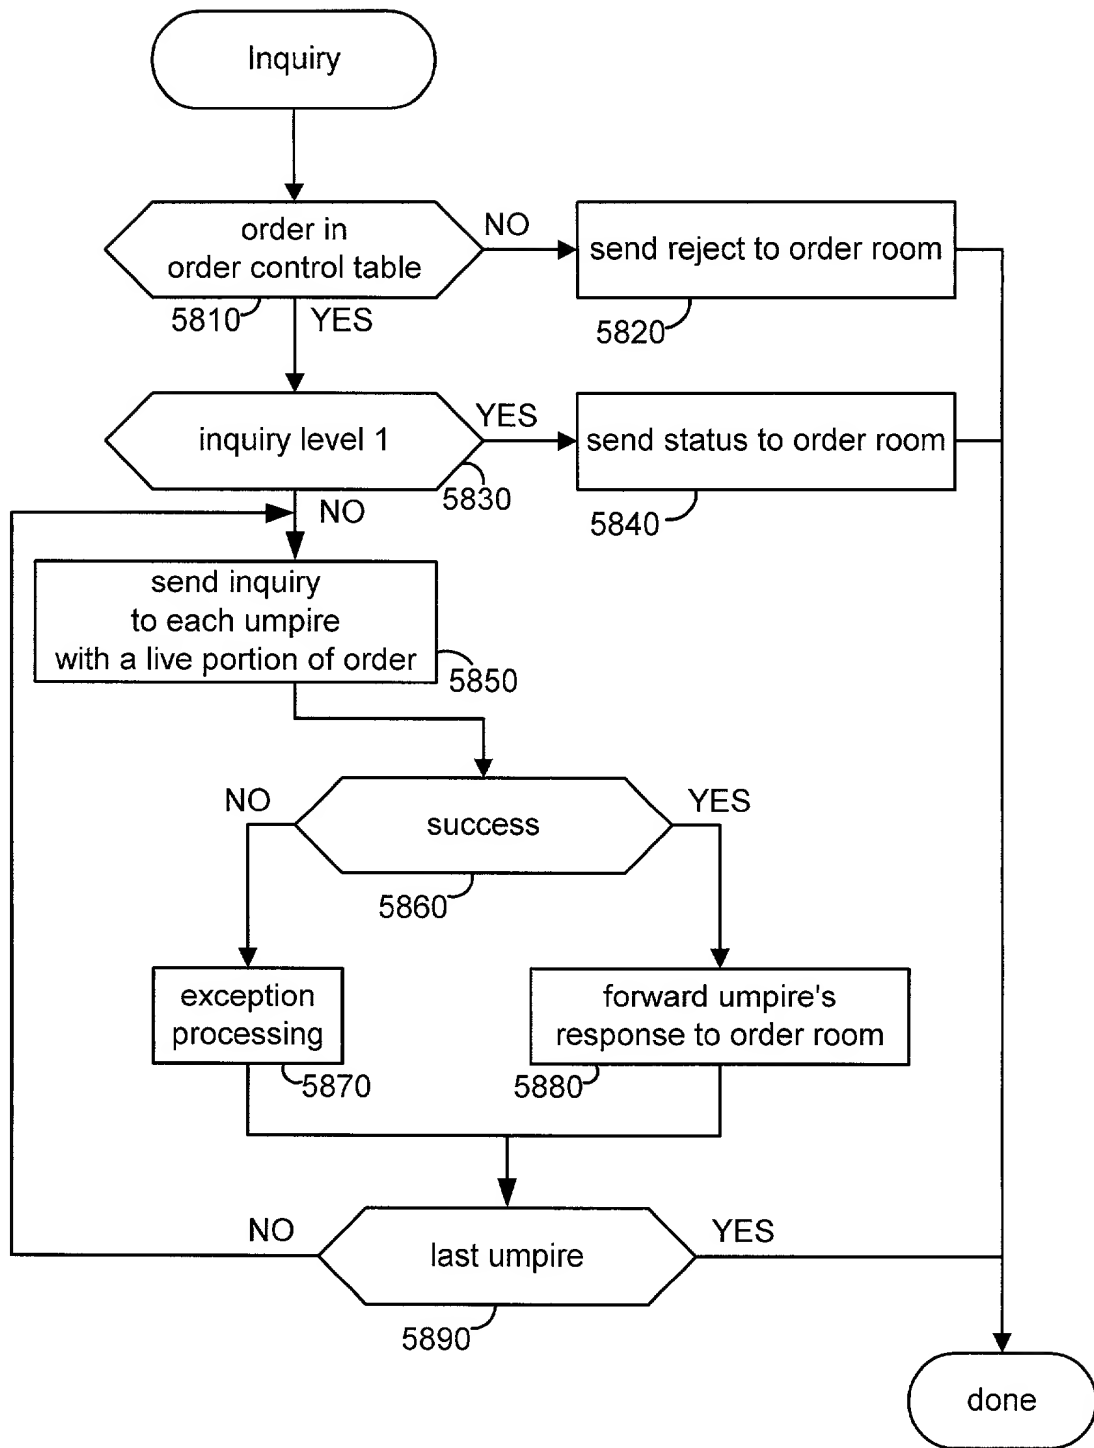 Inquiry
order in
order control table
NO
send reject to order room
5810
YES
5820
inquiry level 1
YES
send status to order room
5830
NO
5840
send inquiry
to each umpire
with a live portion of order
5850
NO
success
YES
5860
exception
processing
forward umpire's
response to order room
5870
5880
NO
last umpire
YES
5890
done